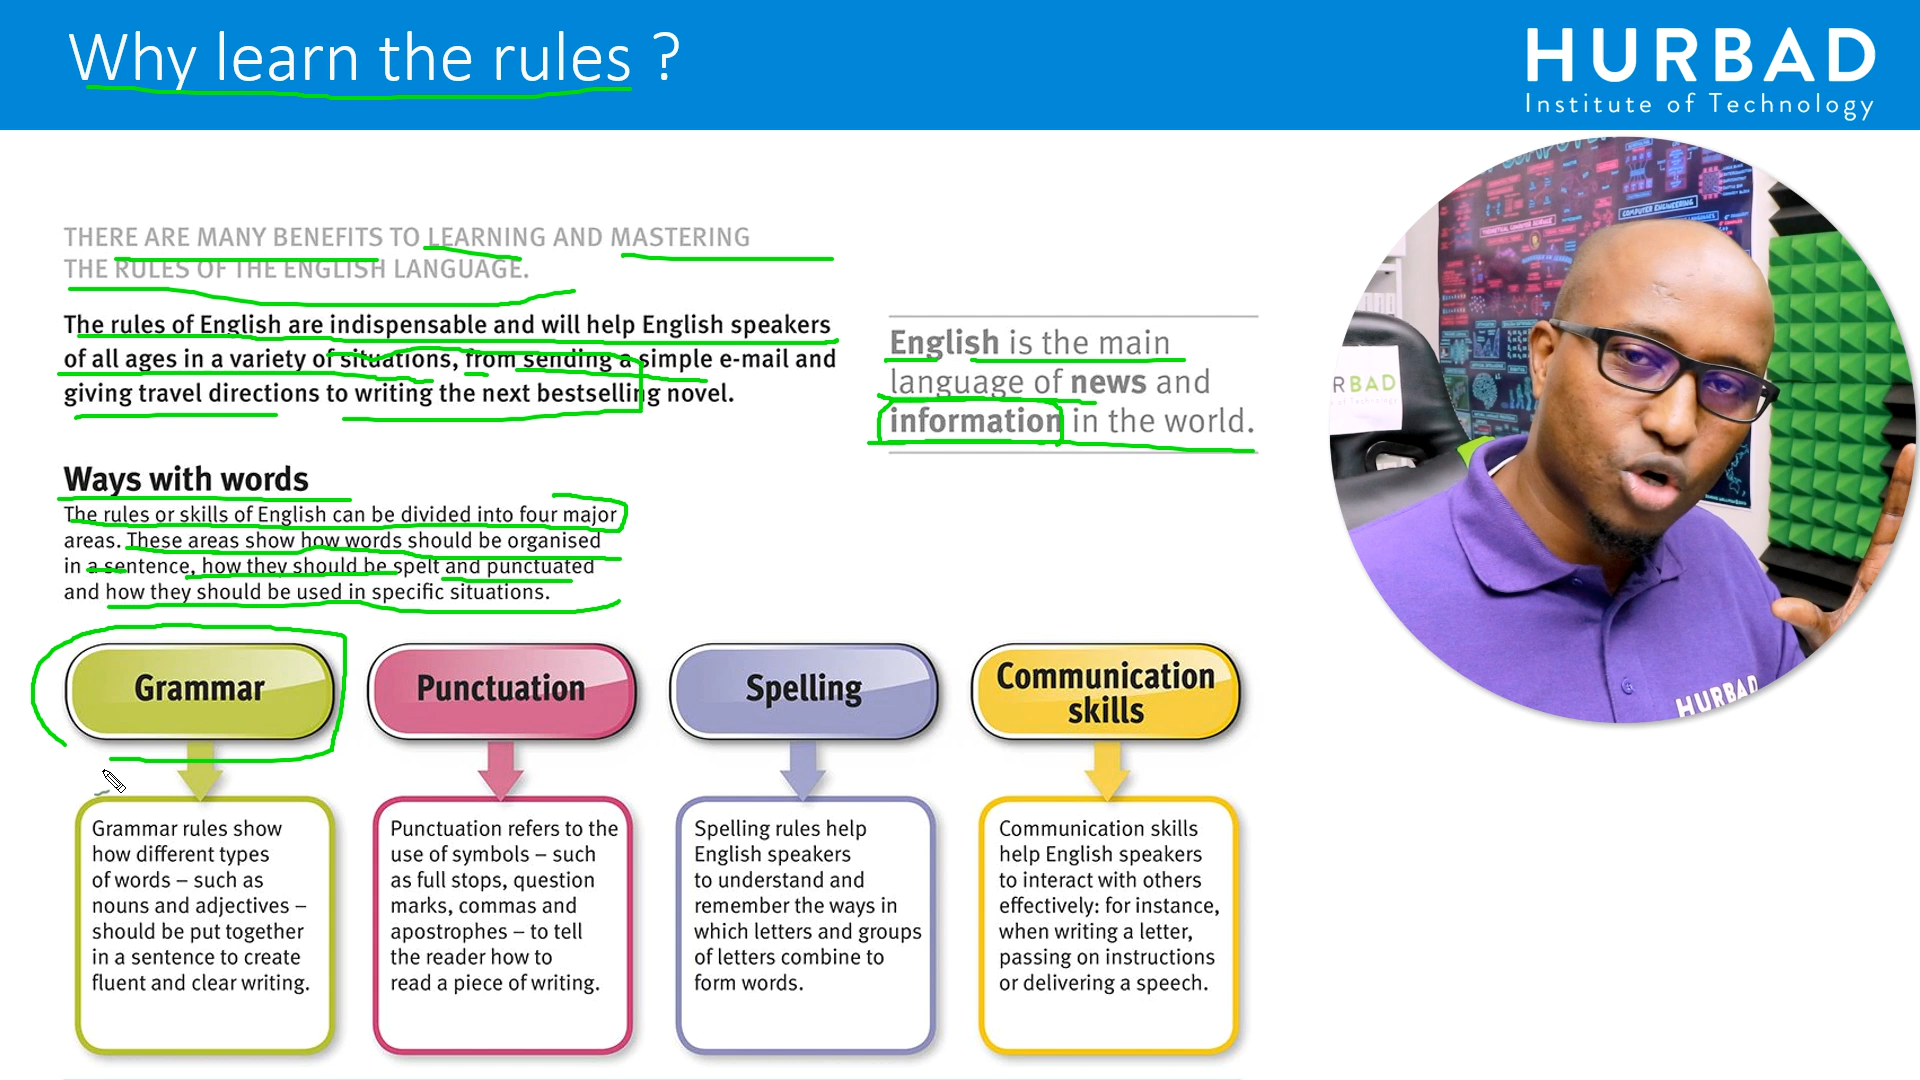 Why learn the rules ?
HURBAD
Institute of Technology
THERE ARE MANY BENEFITS TO LEARNING AND MASTERING
THE RULES OF THE ENGLISH LANGUAGE.
The rules of English are indispensable and will help English speakers
of all ages in a variety of situations, from sending a simple e-mail and
giving travel directions to writing the next bestselling novel.
English is the main
language of news and
information in the world.
Ways with words
The rules or skills of English can be divided into four major
areas. These areas show how words should be organised
in a sentence, how they should be spelt and punctuated
and how they should be used in specific situations.
Grammar
Grammar rules show
how different types
of words – such as
nouns and adjectives –
should be put together
in a sentence to create
fluent and clear writing.
Punctuation
Punctuation refers to the
use of symbols – such
as full stops, question
marks, commas and
apostrophes – to tell
the reader how to
read a piece of writing.
Spelling
Spelling rules help
English speakers
to understand and
remember the ways in
which letters and groups
of letters combine to
form words.
Communication
skills
Communication skills
help English speakers
to interact with others
effectively: for instance,
when writing a letter,
passing on instructions
or delivering a speech.
COMPUTER ENGINEERING
RBAD
HURBAD